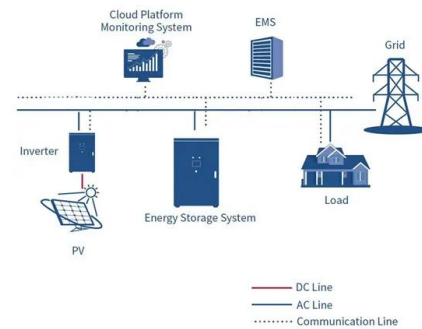 Cloud Platform
Monitoring System
EMS
Grid
Inverter
Energy Storage System
Load
PV
DC Line
AC Line
Communication Line